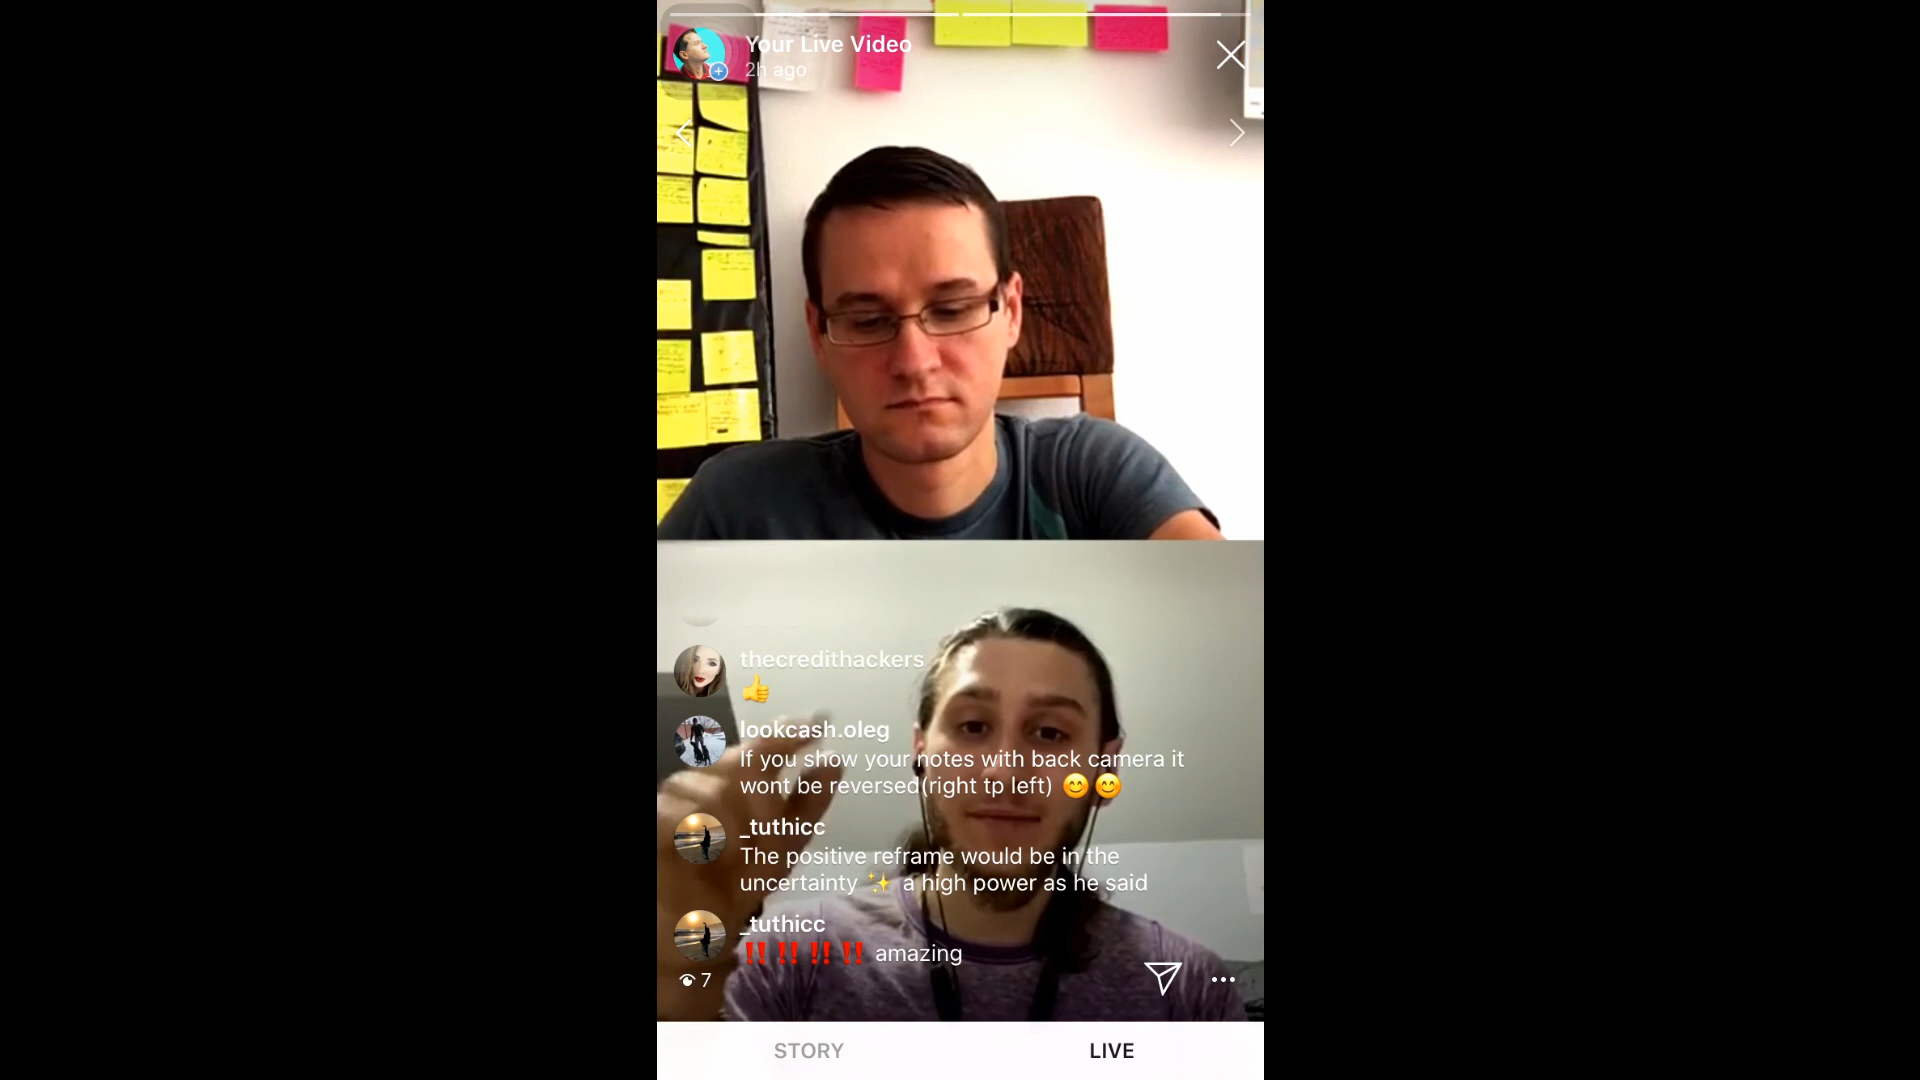 Your Live Video
2h ago
thecredithackers
👍
lookcash.oleg
If you show your notes with back camera it
wont be reversed(right tp left) 😊 😊
_tuthicc
The positive reframe would be in the
uncertainty ✨ a high power as he said
_tuthicc
‼️ ‼️ ‼️ ‼️ amazing
7
STORY
LIVE